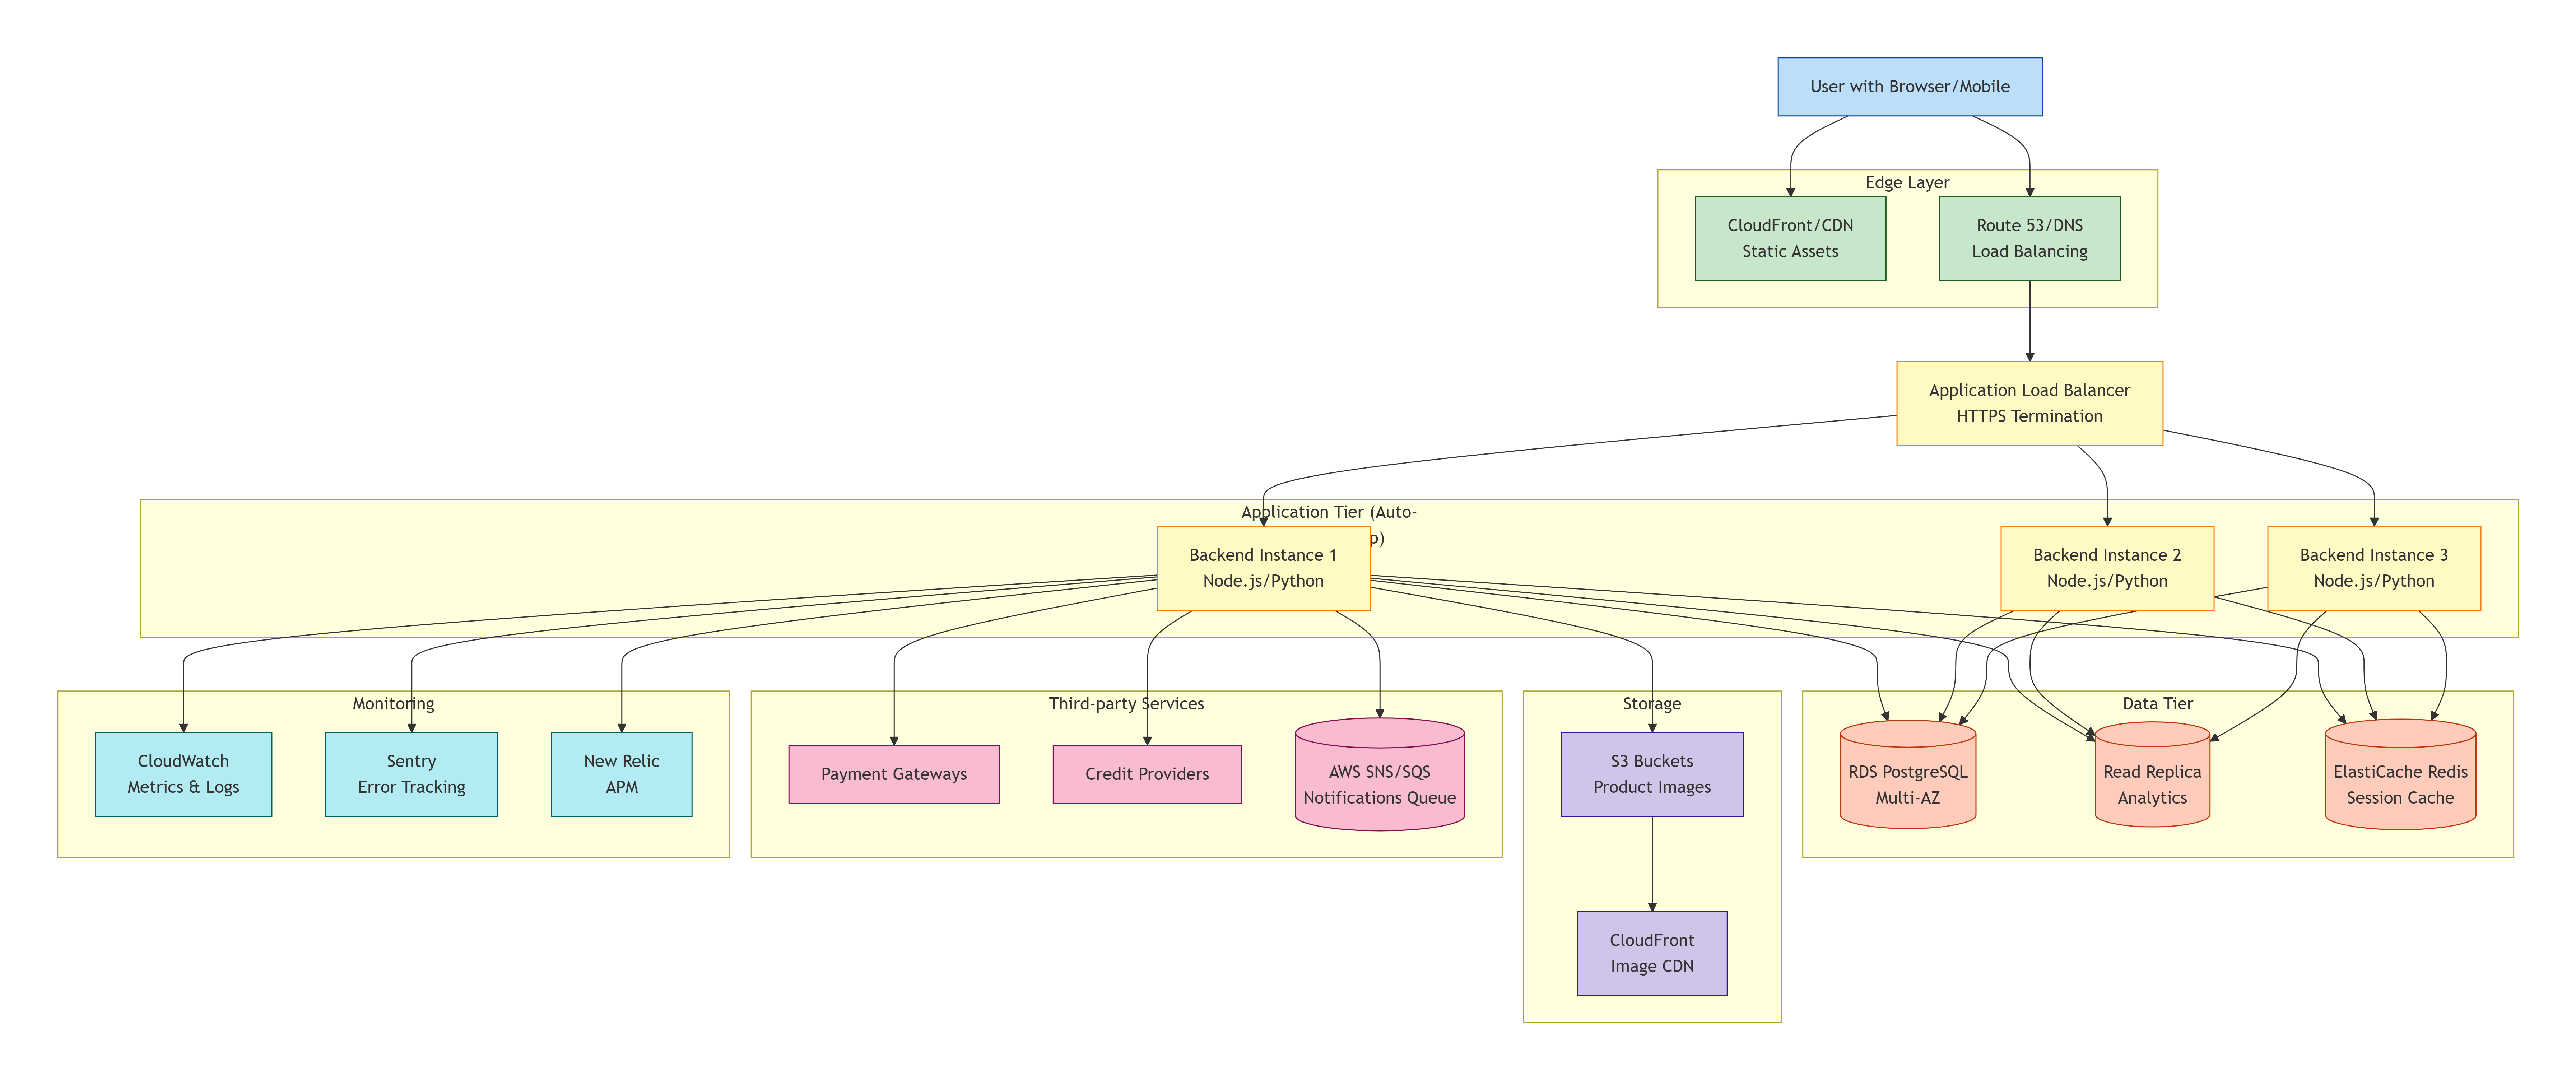 User with Browser/Mobile
Edge Layer
CloudFront/CDN
Static Assets
Route 53/DNS
Load Balancing
Application Load Balancer
HTTPS Termination
Application Tier (Auto-
p)
Backend Instance 1
Node.js/Python
Backend Instance 2
Node.js/Python
Backend Instance 3
Node.js/Python
Monitoring
CloudWatch
Metrics & Logs
Sentry
Error Tracking
New Relic
APM
Third-party Services
Payment Gateways
Credit Providers
AWS SNS/SQS
Notifications Queue
Storage
S3 Buckets
Product Images
CloudFront
Image CDN
Data Tier
RDS PostgreSQL
Multi-AZ
Read Replica
Analytics
ElastiCache Redis
Session Cache